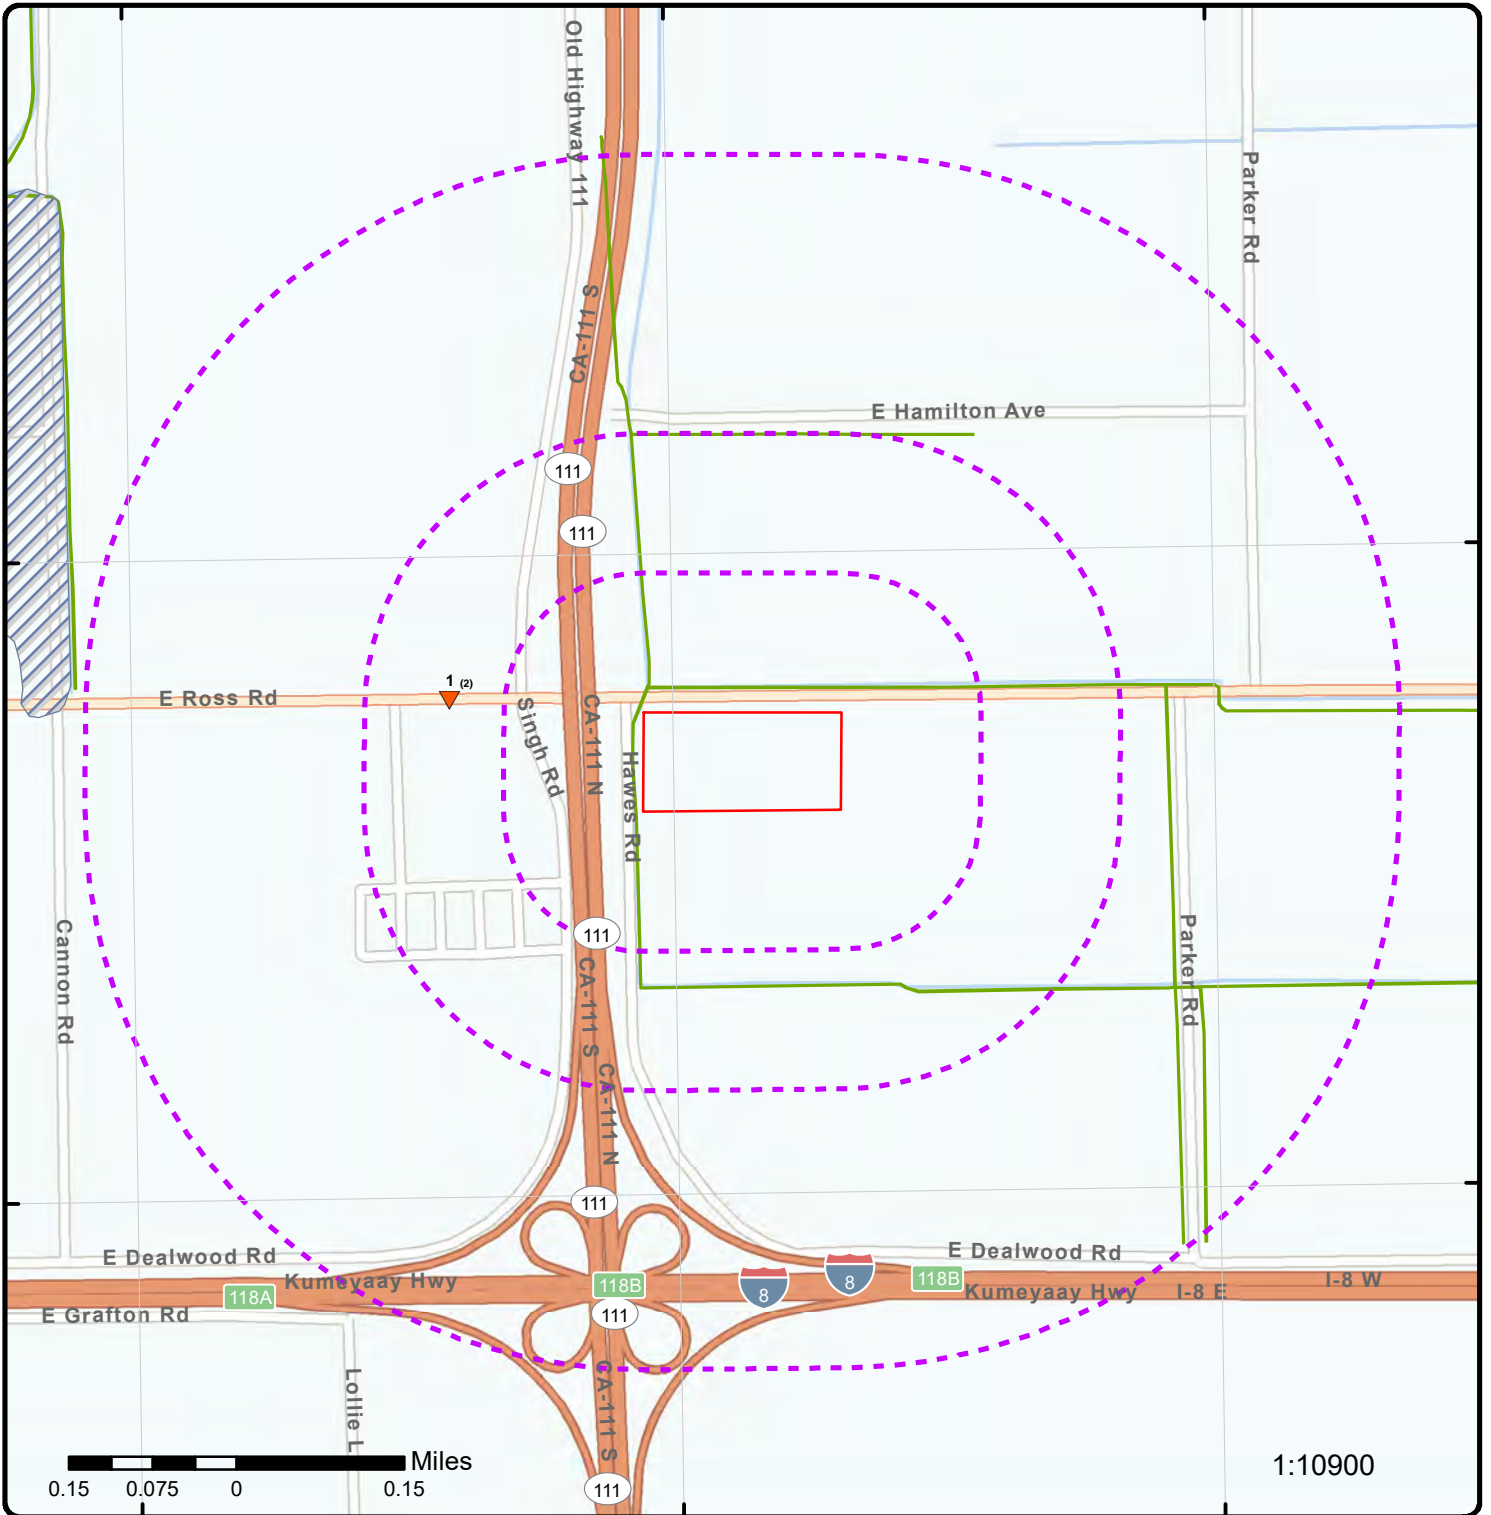 Old Highway 111
Parker Rd
CA-111 S
E Hamilton Ave
111
111
1 (2)
E Ross Rd
Singh Rd
CA-111 N
Hawes Rd
111
Cannon Rd
Parker Rd
CA-111 S
CA-111 N
111
E Dealwood Rd
E Dealwood Rd
Kumeyaay Hwy
118A
118B
8
8
118B
Kumeyaay Hwy
I-8 E
I-8 W
E Grafton Rd
111
Lollie L
CA-111 S
Miles
0.15 0.075 0 0.15
1:10900
111